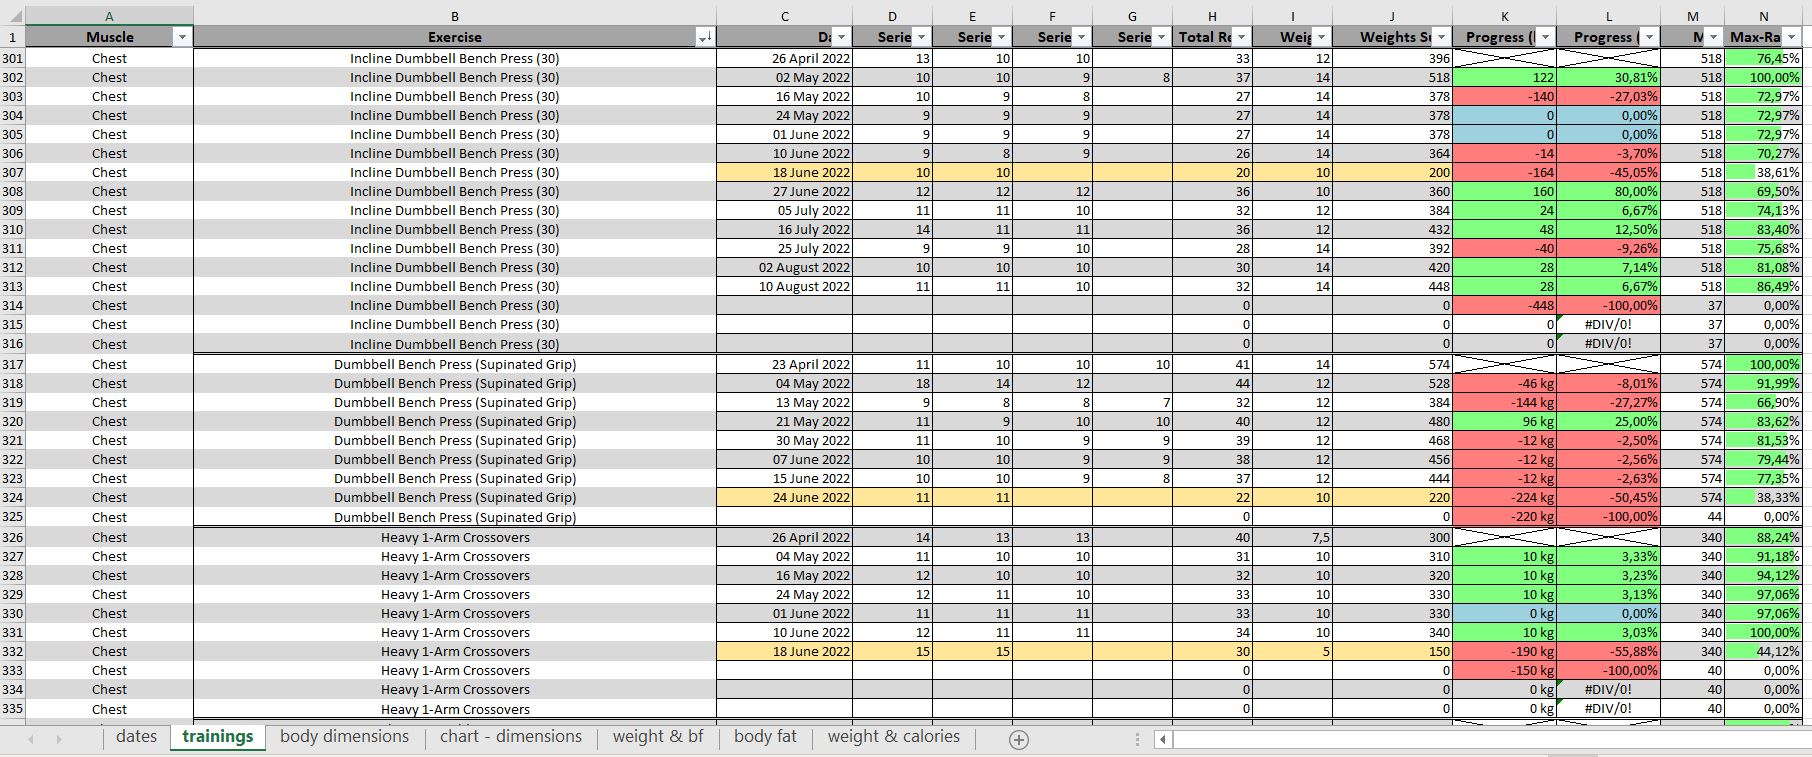 A B C D E F G H I J K L M N
1 Muscle Exercise Da Serie Serie Serie Serie Total Re Weig Weights Su Progress ( Progress ( M Max-Ra
301 Chest Incline Dumbbell Bench Press (30) 26 April 2022 13 10 10 33 12 396 518 76,45%
302 Chest Incline Dumbbell Bench Press (30) 02 May 2022 10 10 9 8 37 14 518 122 30,81% 518 100,00%
303 Chest Incline Dumbbell Bench Press (30) 16 May 2022 10 9 8 27 14 378 -140 -27,03% 518 72,97%
304 Chest Incline Dumbbell Bench Press (30) 24 May 2022 9 9 9 27 14 378 0 0,00% 518 72,97%
305 Chest Incline Dumbbell Bench Press (30) 01 June 2022 9 9 9 27 14 378 0 0,00% 518 72,97%
306 Chest Incline Dumbbell Bench Press (30) 10 June 2022 9 8 9 26 14 364 -14 -3,70% 518 70,27%
307 Chest Incline Dumbbell Bench Press (30) 18 June 2022 10 10 20 10 200 -164 -45,05% 518 38,61%
308 Chest Incline Dumbbell Bench Press (30) 27 June 2022 12 12 12 36 10 360 160 80,00% 518 69,50%
309 Chest Incline Dumbbell Bench Press (30) 05 July 2022 11 11 10 32 12 384 24 6,67% 518 74,13%
310 Chest Incline Dumbbell Bench Press (30) 16 July 2022 14 11 11 36 12 432 48 12,50% 518 83,40%
311 Chest Incline Dumbbell Bench Press (30) 25 July 2022 9 9 10 28 14 392 -40 -9,26% 518 75,68%
312 Chest Incline Dumbbell Bench Press (30) 02 August 2022 10 10 10 30 14 420 28 7,14% 518 81,08%
313 Chest Incline Dumbbell Bench Press (30) 10 August 2022 11 11 10 32 14 448 28 6,67% 518 86,49%
314 Chest Incline Dumbbell Bench Press (30) 0 0 -448 -100,00% 37 0,00%
315 Chest Incline Dumbbell Bench Press (30) 0 0 0 #DIV/0! 37 0,00%
316 Chest Incline Dumbbell Bench Press (30) 0 0 0 #DIV/0! 37 0,00%
317 Chest Dumbbell Bench Press (Supinated Grip) 23 April 2022 11 10 10 10 41 14 574 574 100,00%
318 Chest Dumbbell Bench Press (Supinated Grip) 04 May 2022 18 14 12 44 12 528 -46 kg -8,01% 574 91,99%
319 Chest Dumbbell Bench Press (Supinated Grip) 13 May 2022 9 8 8 7 32 12 384 -144 kg -27,27% 574 66,90%
320 Chest Dumbbell Bench Press (Supinated Grip) 21 May 2022 11 9 10 10 40 12 480 96 kg 25,00% 574 83,62%
321 Chest Dumbbell Bench Press (Supinated Grip) 30 May 2022 11 10 9 9 39 12 468 -12 kg -2,50% 574 81,53%
322 Chest Dumbbell Bench Press (Supinated Grip) 07 June 2022 10 10 9 9 38 12 456 -12 kg -2,56% 574 79,44%
323 Chest Dumbbell Bench Press (Supinated Grip) 15 June 2022 10 10 9 8 37 12 444 -12 kg -2,63% 574 77,35%
324 Chest Dumbbell Bench Press (Supinated Grip) 24 June 2022 11 11 22 10 220 -224 kg -50,45% 574 38,33%
325 Chest Dumbbell Bench Press (Supinated Grip) 0 0 -220 kg -100,00% 44 0,00%
326 Chest Heavy 1-Arm Crossovers 26 April 2022 14 13 13 40 7,5 300 340 88,24%
327 Chest Heavy 1-Arm Crossovers 04 May 2022 11 10 10 31 10 310 10 kg 3,33% 340 91,18%
328 Chest Heavy 1-Arm Crossovers 16 May 2022 12 10 10 32 10 320 10 kg 3,23% 340 94,12%
329 Chest Heavy 1-Arm Crossovers 24 May 2022 12 11 10 33 10 330 10 kg 3,13% 340 97,06%
330 Chest Heavy 1-Arm Crossovers 01 June 2022 11 11 11 33 10 330 0 kg 0,00% 340 97,06%
331 Chest Heavy 1-Arm Crossovers 10 June 2022 12 11 11 34 10 340 10 kg 3,03% 340 100,00%
332 Chest Heavy 1-Arm Crossovers 18 June 2022 15 15 30 5 150 -190 kg -55,88% 340 44,12%
333 Chest Heavy 1-Arm Crossovers 0 0 -150 kg -100,00% 40 0,00%
334 Chest Heavy 1-Arm Crossovers 0 0 0 kg #DIV/0! 40 0,00%
335 Chest Heavy 1-Arm Crossovers 0 0 0 kg #DIV/0! 40 0,00%
dates trainings body dimensions chart - dimensions weight & bf body fat weight & calories